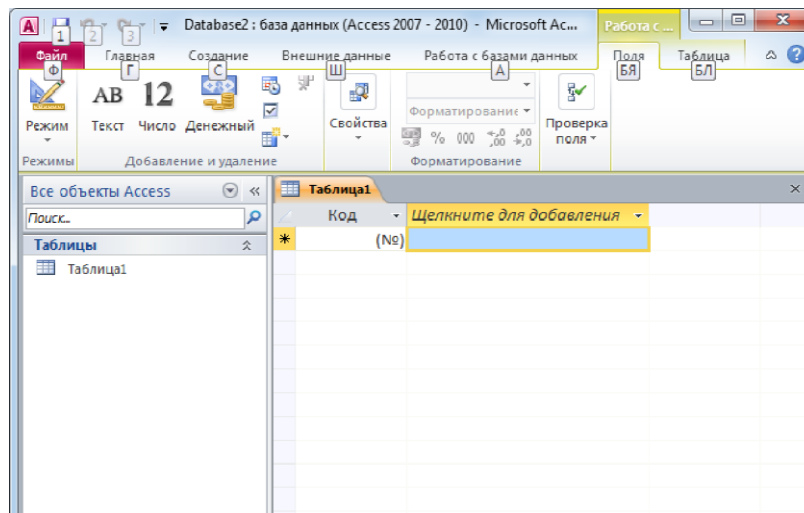 Database2 : база данных (Access 2007 - 2010) - Microsoft Ac...
Работа с ...
1 2 3
Файл Главная Создание Внешние данные Работа с базами данных Поля Таблица
Ф Г С Ш А БЯ БЛ
Режим
AB Текст
12 Число
Денежный
Свойства
Форматирование
% 000 ,00 ,00
Проверка поля
Режимы Добавление и удаление Форматирование
Все объекты Access
Таблица1
Поиск...
Код Щелкните для добавления
Таблицы
* (№)
Таблица1